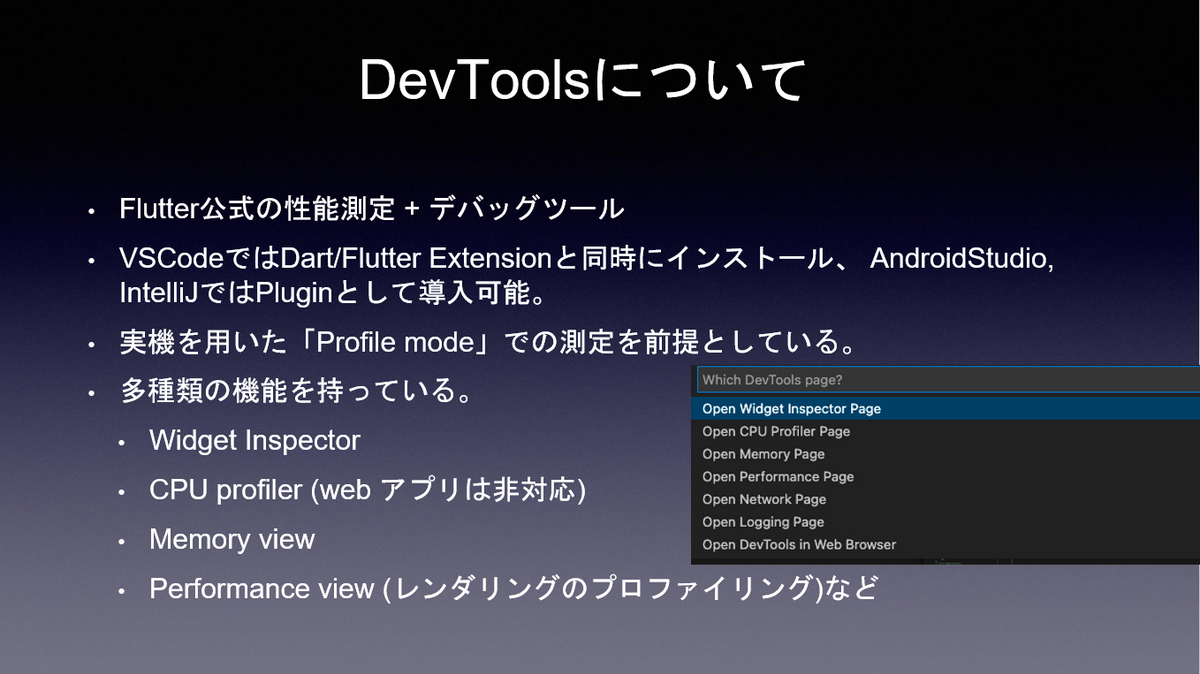 DevToolsについて
• Flutter公式の性能測定 + デバッグツール
• VSCodeではDart/Flutter Extensionと同時にインストール、 AndroidStudio,
IntelliJではPluginとして導入可能。
• 実機を用いた「Profile mode」での測定を前提としている。
• 多種類の機能を持っている。
• Widget Inspector
• CPU profiler (web アプリは非対応)
• Memory view
• Performance view (レンダリングのプロファイリング)など
Which DevTools page?
Open Widget Inspector Page
Open CPU Profiler Page
Open Memory Page
Open Performance Page
Open Network Page
Open Logging Page
Open DevTools in Web Browser